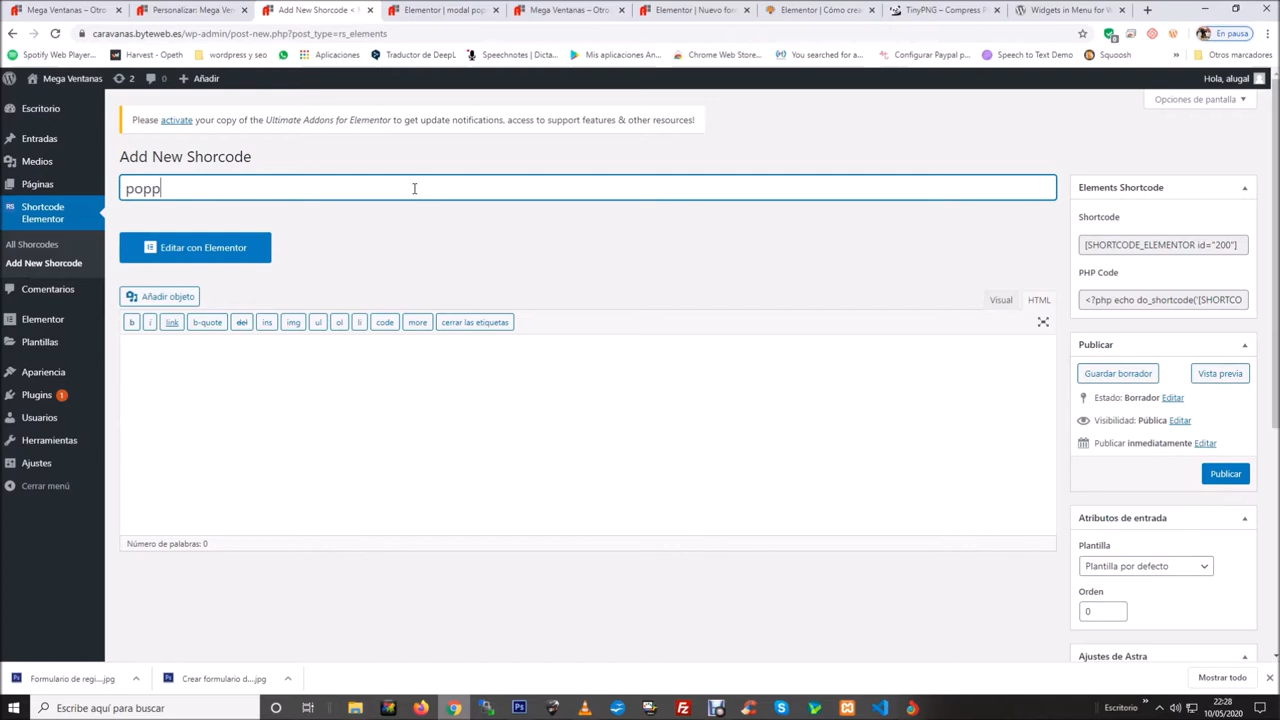 Mega Ventanas – Otro
Personalizar: Mega Ven
Add New Shorcode <
Elementor | modal pop
Mega Ventanas – Otro
Elementor | Nuevo for
Elementor | Cómo crea
TinyPNG – Compress P
Widgets in Menu for W
caravanas.byteweb.es/wp-admin/post-new.php?post_type=rs_elements
En pausa
Spotify Web Player...
Harvest - Opeth
wordpress y seo
Aplicaciones
Traductor de DeepL
Speechnotes | Dicta...
Mis aplicaciones An...
Chrome Web Store...
You searched for a...
Configurar Paypal p...
Speech to Text Demo
Squoosh
Otros marcadores
Mega Ventanas
2
0
Añadir
Hola, alugal
Escritorio
Entradas
Medios
Páginas
RS Shortcode
Elementor
All Shorcodes
Add New Shorcode
Comentarios
Elementor
Plantillas
Apariencia
Plugins 1
Usuarios
Herramientas
Ajustes
Cerrar menú
Opciones de pantalla
Please activate your copy of the Ultimate Addons for Elementor to get update notifications, access to support features & other resources!
Add New Shorcode
popp
Editar con Elementor
Añadir objeto
Visual
HTML
b
i
link
b-quote
del
ins
img
ul
ol
li
code
more
cerrar las etiquetas
Número de palabras: 0
Elements Shortcode
Shortcode
[SHORTCODE_ELEMENTOR id="200"]
PHP Code
<?php echo do_shortcode('[SHORTCO
Publicar
Guardar borrador
Vista previa
Estado: Borrador Editar
Visibilidad: Pública Editar
Publicar inmediatamente Editar
Publicar
Atributos de entrada
Plantilla
Plantilla por defecto
Orden
0
Ajustes de Astra
Formulario de regi....jpg
Crear formulario d....jpg
Mostrar todo
Escribe aquí para buscar
Escritorio
22:28
10/05/2020